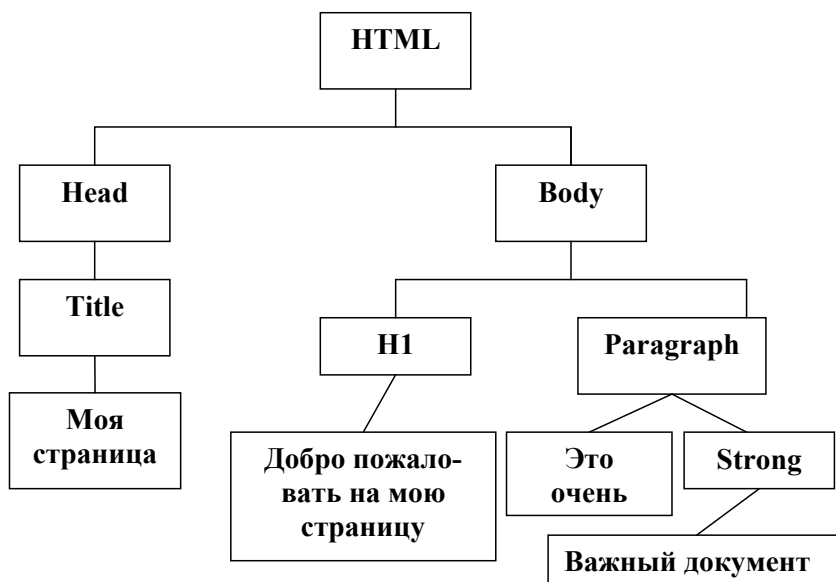 HTML
Head
Body
Title
H1
Paragraph
Моя
страница
Добро пожало-
вать на мою
страницу
Это
очень
Strong
Важный документ